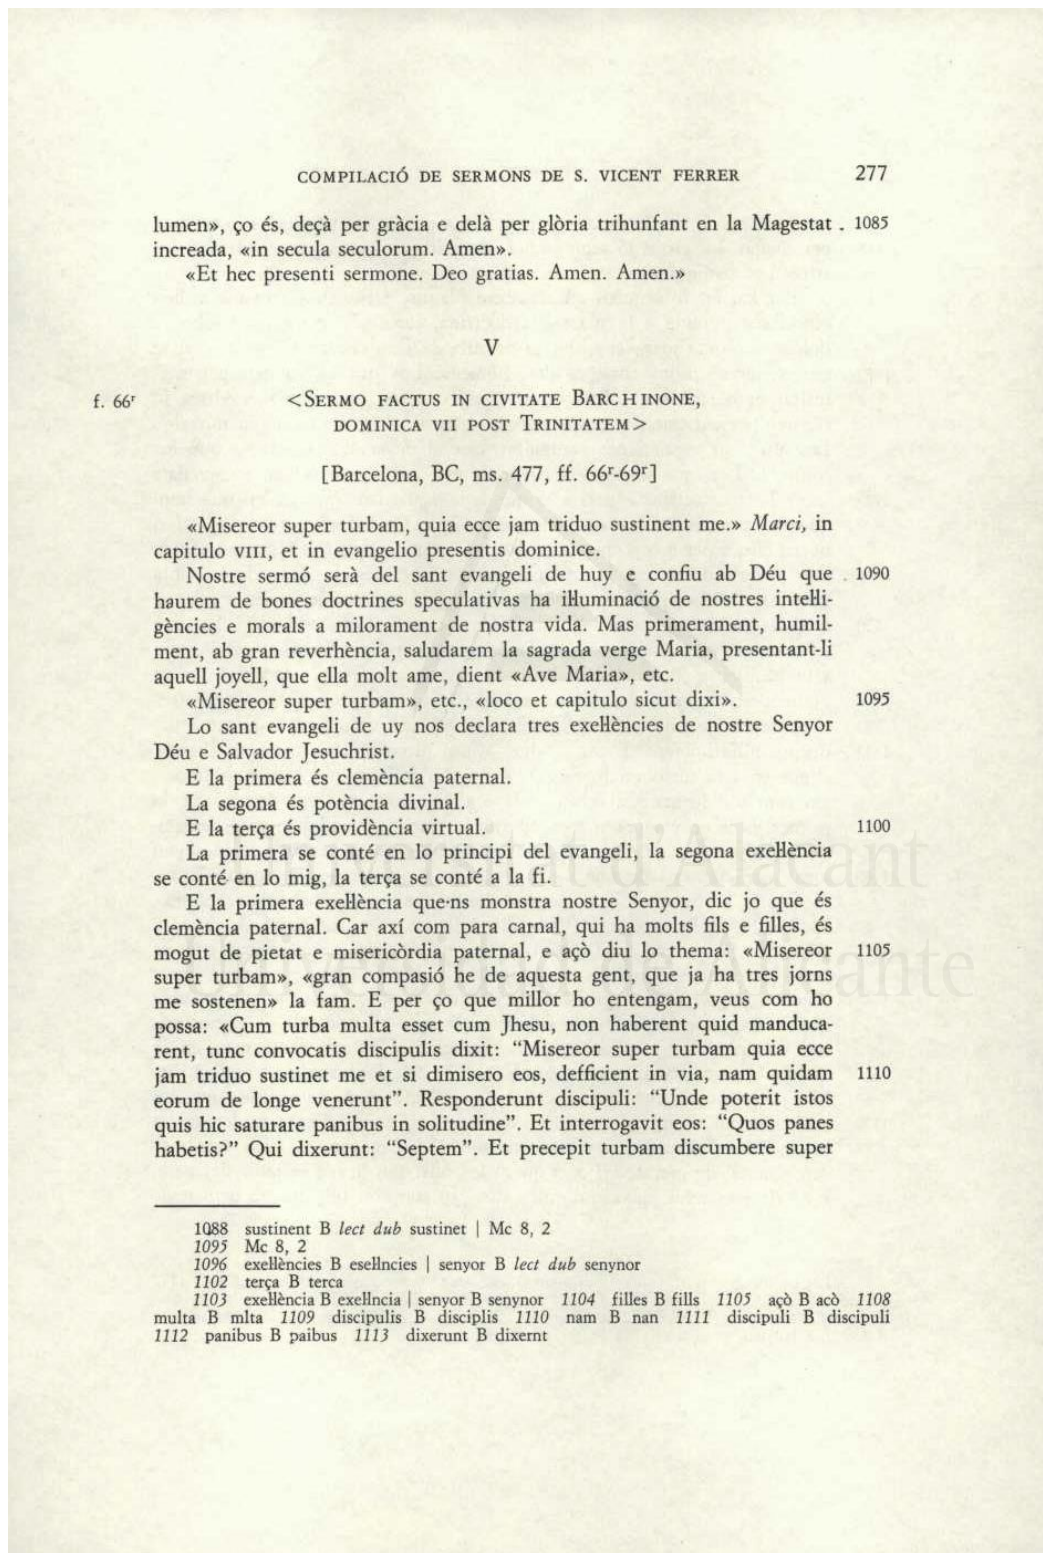 COMPILACIÓ DE SERMONS DE S. VICENT FERRER 277
lumen», ço és, deçà per gràcia e delà per glòria trihunfant en la Magestat . 1085
increada, «in secula seculorum. Amen».
«Et hec presenti sermone. Deo gratias. Amen. Amen.»
V
f. 66r <SERMO FACTUS IN CIVITATE BARCHINONE,
DOMINICA VII POST TRINITATEM>
[Barcelona, BC, ms. 477, ff. 66r-69r]
«Misereor super turbam, quia ecce jam triduo sustinent me.» Marci, in
capitulo VIII, et in evangelio presentis dominice.
Nostre sermó serà del sant evangeli de huy e confiu ab Déu que 1090
haurem de bones doctrines speculativas ha iŀluminació de nostres inteŀli-
gències e morals a milorament de nostra vida. Mas primerament, humil-
ment, ab gran reverhència, saludarem la sagrada verge Maria, presentant-li
aquell joyell, que ella molt ame, dient «Ave Maria», etc.
«Misereor super turbam», etc., «loco et capitulo sicut dixi». 1095
Lo sant evangeli de uy nos declara tres exeŀlències de nostre Senyor
Déu e Salvador Jesuchrist.
E la primera és clemència paternal.
La segona és potència divinal.
E la terça és providència virtual. 1100
La primera se conté en lo principi del evangeli, la segona exeŀlència
se conté en lo mig, la terça se conté a la fi.
E la primera exeŀlència que·ns monstra nostre Senyor, dic jo que és
clemència paternal. Car axí com para carnal, qui ha molts fils e filles, és
mogut de pietat e misericòrdia paternal, e açò diu lo thema: «Misereor 1105
super turbam», «gran compasió he de aquesta gent, que ja ha tres jorns
me sostenen» la fam. E per ço que millor ho entengam, veus com ho
possa: «Cum turba multa esset cum Jhesu, non haberent quid manduca-
rent, tunc convocatis discipulis dixit: “Misereor super turbam quia ecce
jam triduo sustinet me et si dimisero eos, defficient in via, nam quidam 1110
eorum de longe venerunt”. Responderunt discipuli: “Unde poterit istos
quis hic saturare panibus in solitudine”. Et interrogavit eos: “Quos panes
habetis?” Qui dixerunt: “Septem”. Et precepit turbam discumbere super
1088 sustinent B lect dub sustinet | Mc 8, 2
1095 Mc 8, 2
1096 exeŀlències B eseŀlncies | senyor B lect dub senynor
1102 terça B terca
1103 exeŀlència B exeŀlncia | senyor B senynor 1104 filles B fills 1105 açò B acò 1108
multa B mlta 1109 discipulis B disciplis 1110 nam B nan 1111 discipuli B discipuli
1112 panibus B paibus 1113 dixerunt B dixernt